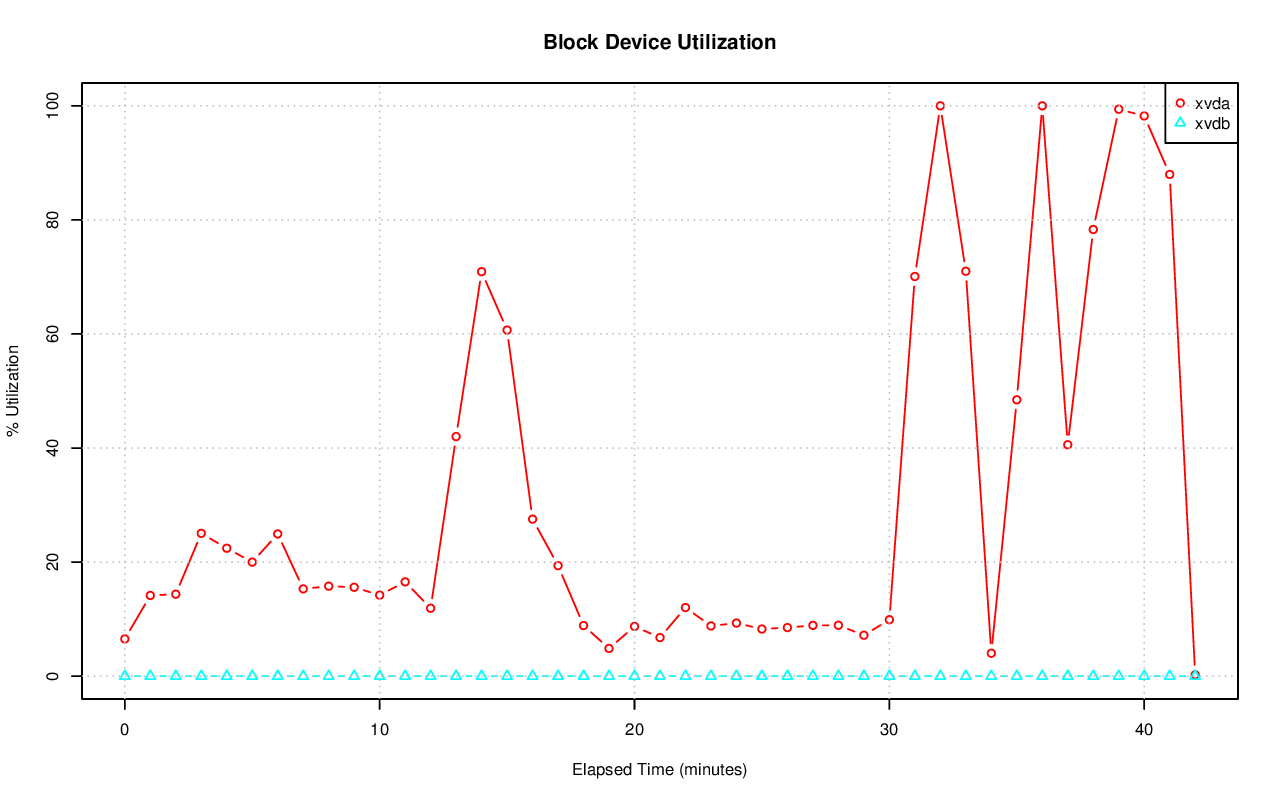 Block Device Utilization
xvda
xvdb
% Utilization
100
80
60
40
20
0
0 10 20 30 40
Elapsed Time (minutes)